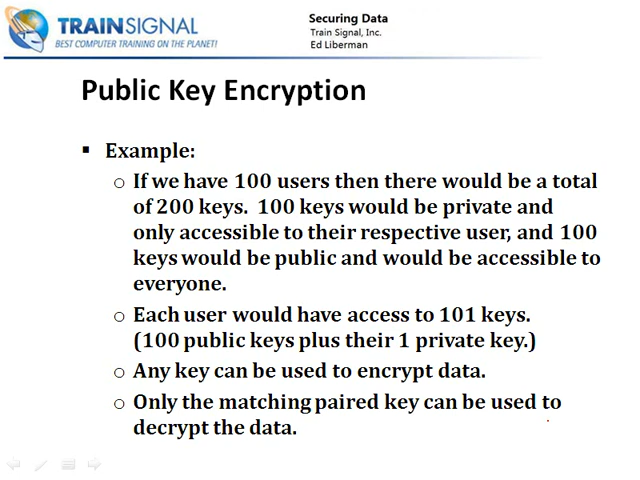 TRAINSIGNAL
BEST COMPUTER TRAINING ON THE PLANET!
Securing Data
Train Signal, Inc.
Ed Liberman
Public Key Encryption
▪ Example:
o If we have 100 users then there would be a total
of 200 keys.  100 keys would be private and
only accessible to their respective user, and 100
keys would be public and would be accessible to
everyone.
o Each user would have access to 101 keys.
(100 public keys plus their 1 private key.)
o Any key can be used to encrypt data.
o Only the matching paired key can be used to
decrypt the data.